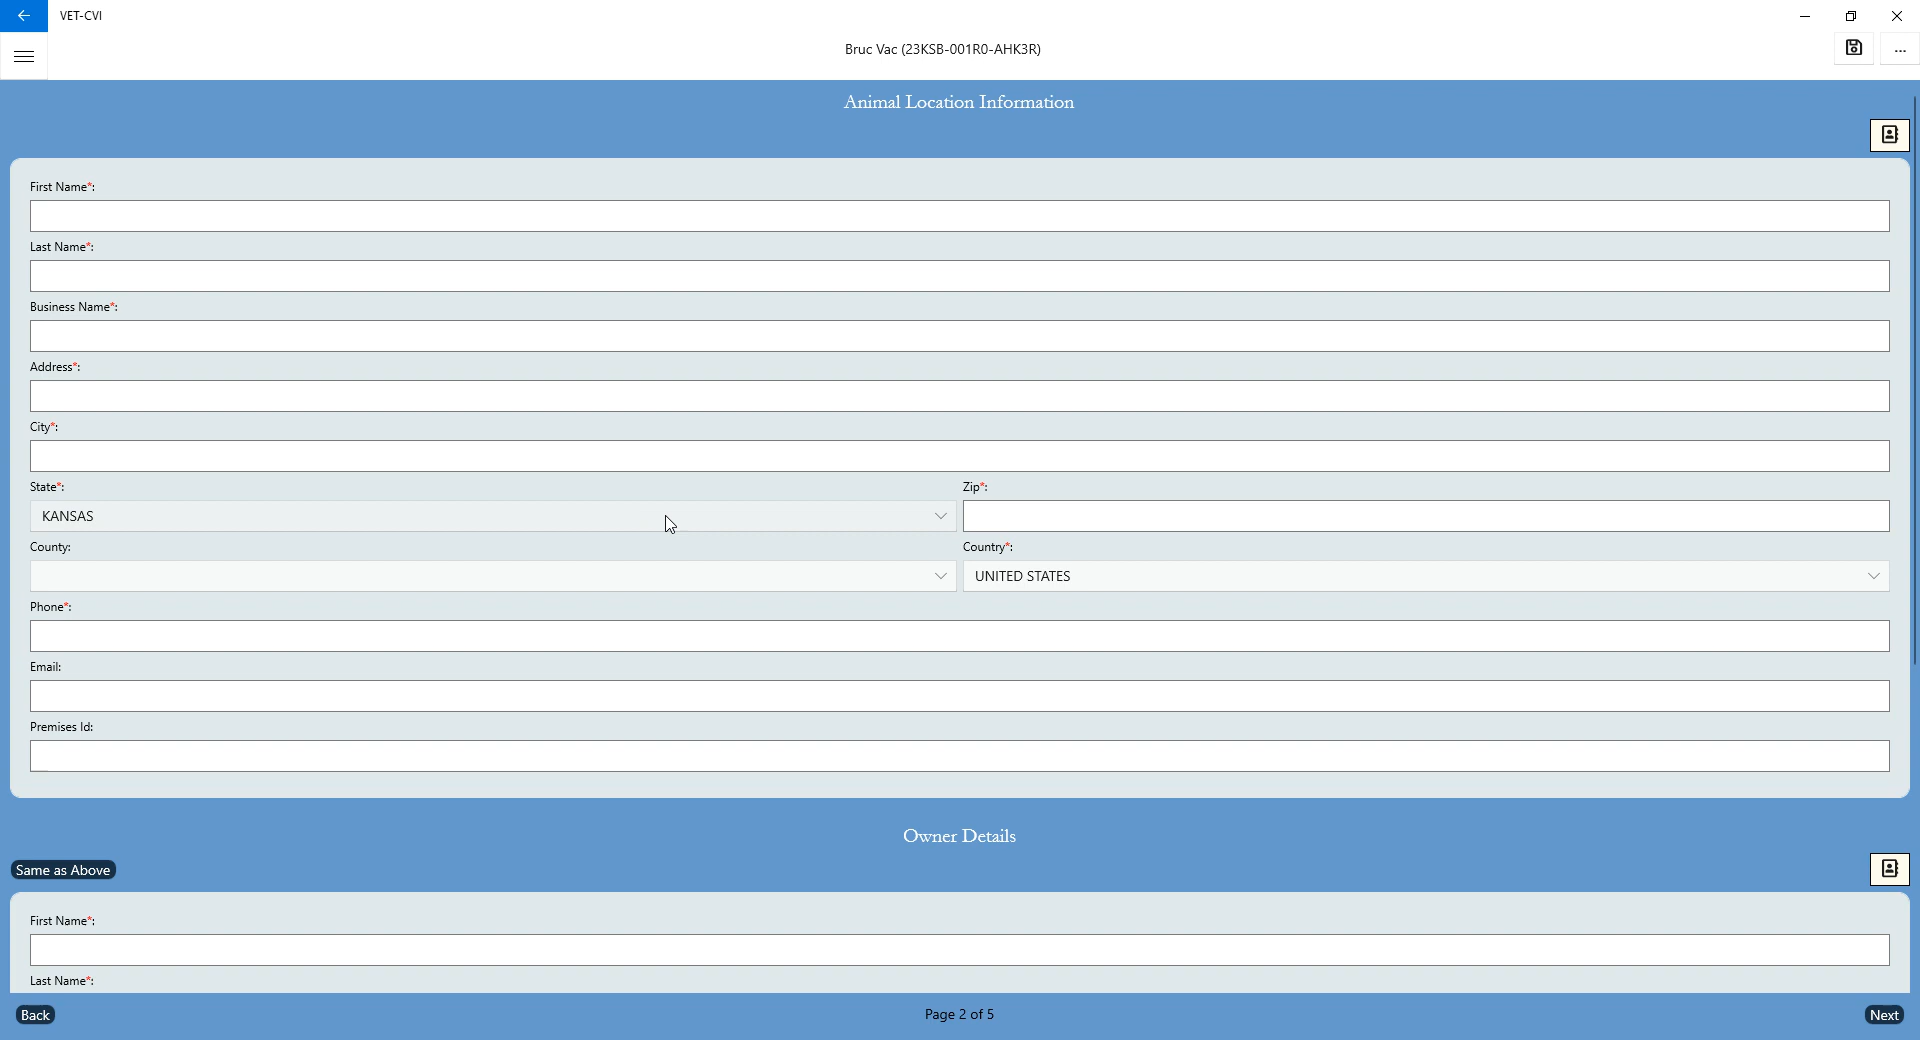 VET-CVI
Bruc Vac (23KSB-001R0-AHK3R)
...
Animal Location Information
First Name*:
Last Name*:
Business Name*:
Address*:
City*:
State*: Zip*:
KANSAS
County: Country*:
UNITED STATES
Phone*:
Email:
Premises Id:
Owner Details
Same as Above
First Name*:
Last Name*:
Back Page 2 of 5 Next